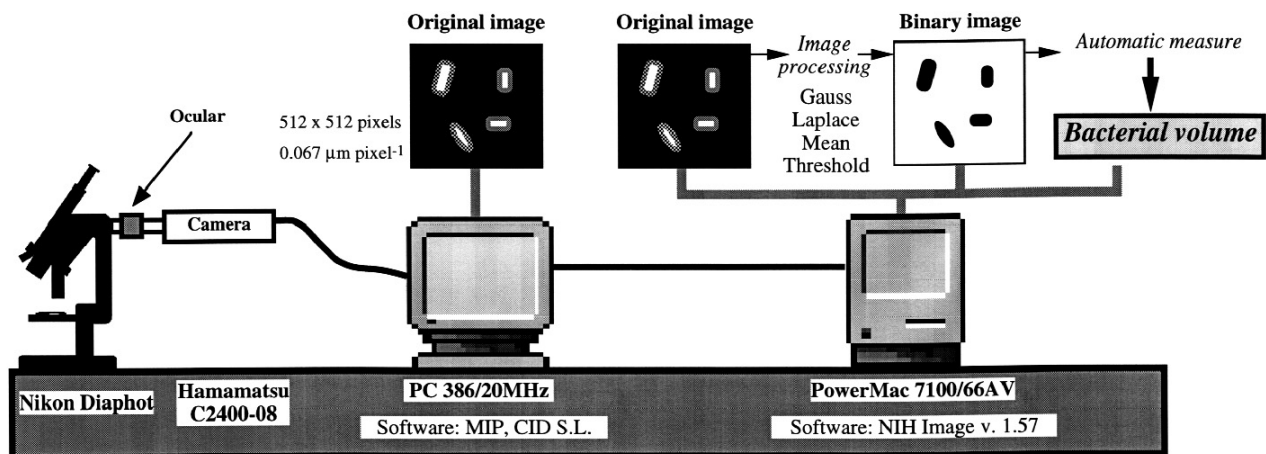 Original image
Original image
Binary image
Image
processing
Automatic measure
Gauss
Laplace
Mean
Threshold
Ocular
512 x 512 pixels
0.067 µm pixel-1
Bacterial volume
Camera
Nikon Diaphot
Hamamatsu
C2400-08
PC 386/20MHz
Software: MIP, CID S.L.
PowerMac 7100/66AV
Software: NIH Image v. 1.57